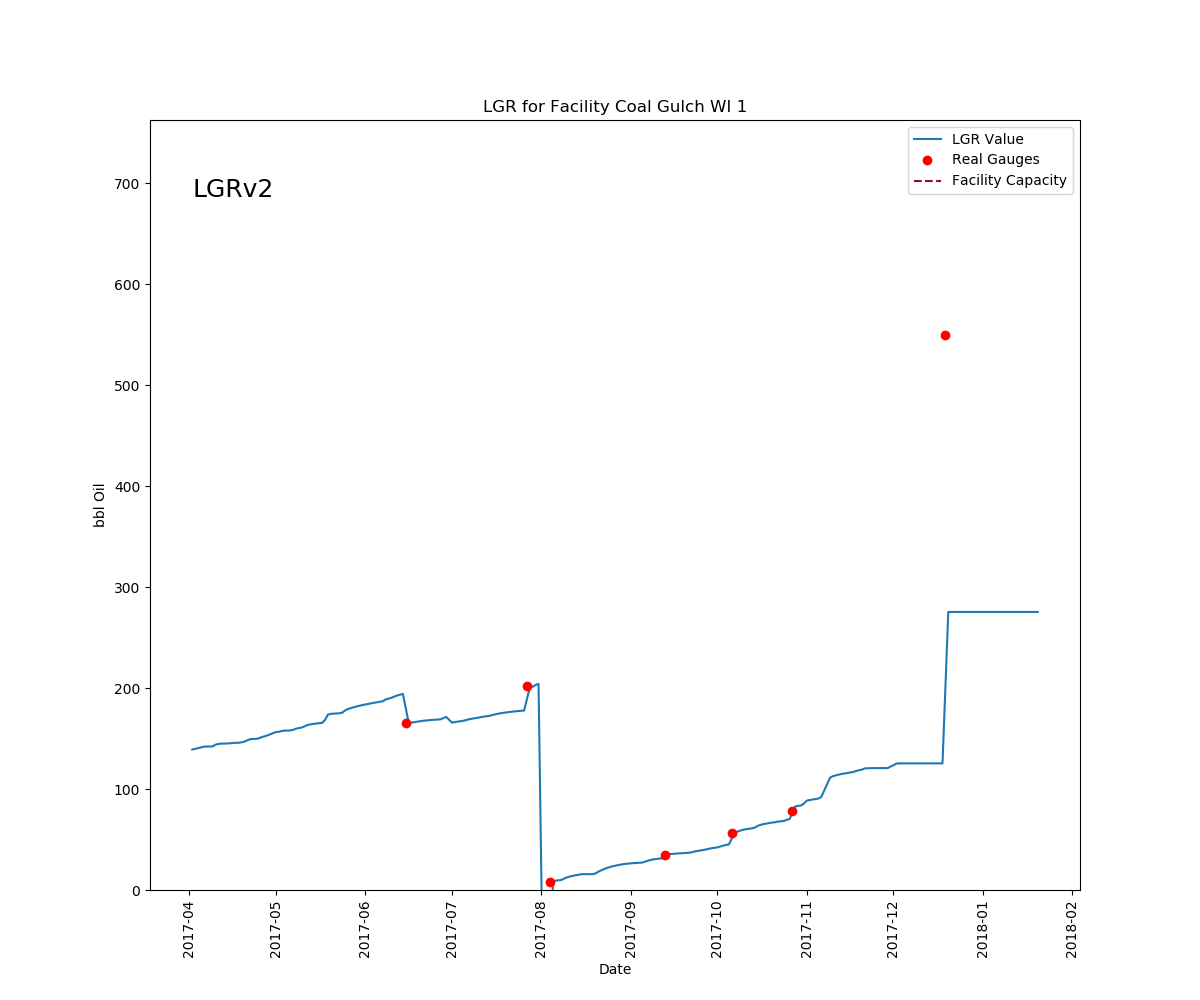 LGR for Facility Coal Gulch WI 1
LGRv2
LGR Value
Real Gauges
Facility Capacity
bbl Oil
700
600
500
400
300
200
100
0
2017-04
2017-05
2017-06
2017-07
2017-08
2017-09
2017-10
2017-11
2017-12
2018-01
2018-02
Date